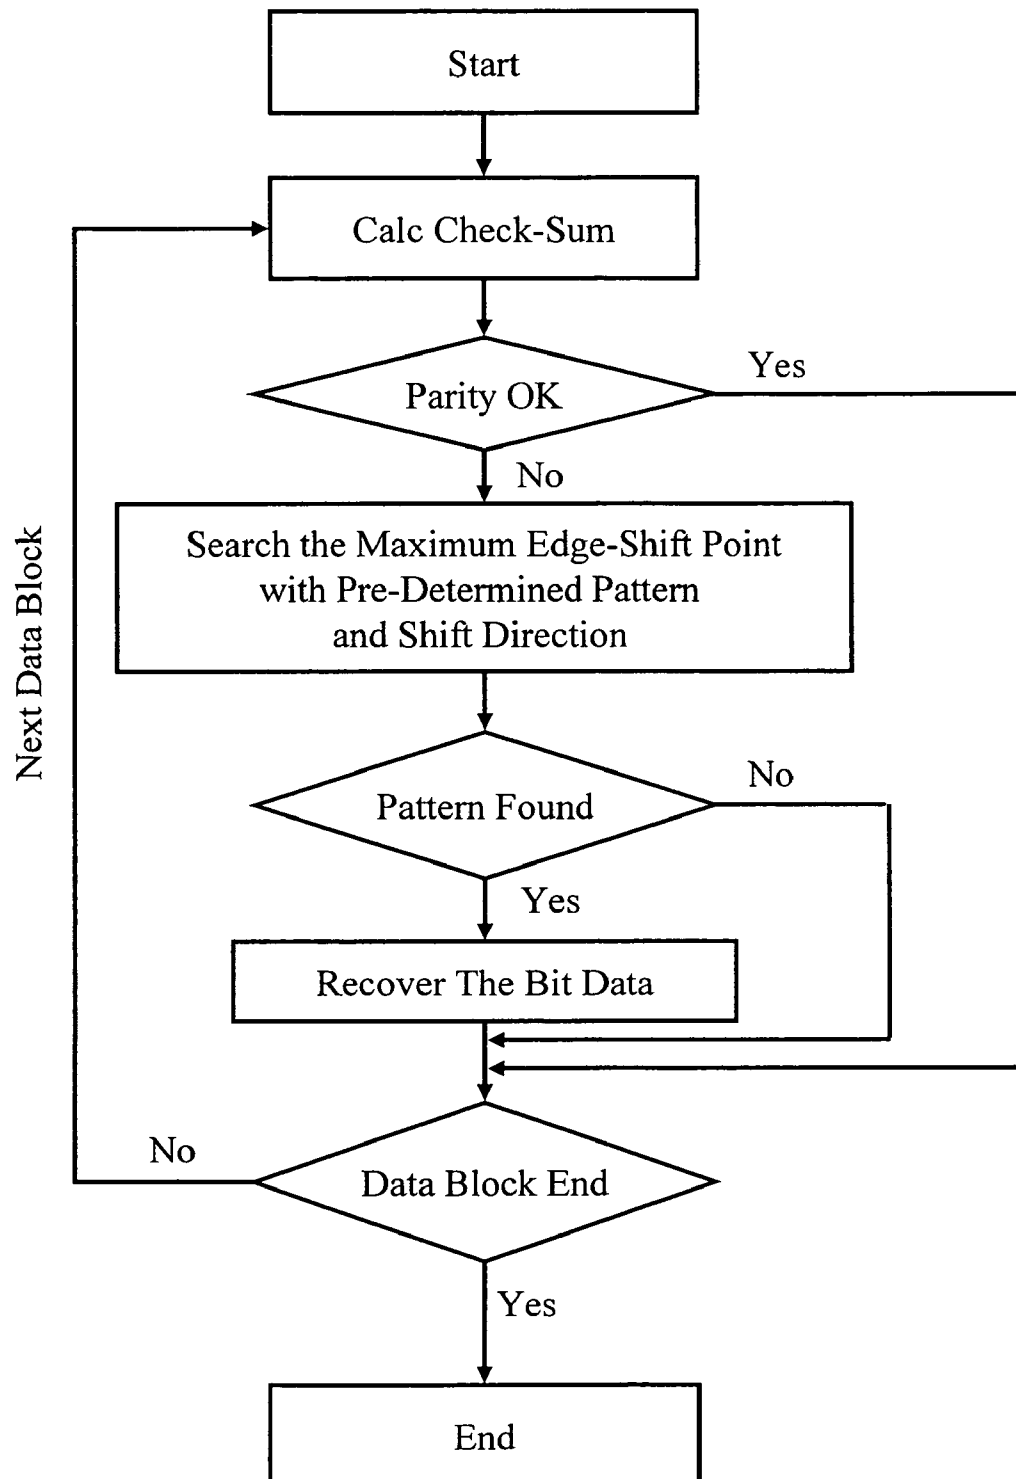 Start
Calc Check-Sum
Parity OK
Yes
No
Search the Maximum Edge-Shift Point
with Pre-Determined Pattern
and Shift Direction
Next Data Block
Pattern Found
No
Yes
Recover The Bit Data
No
Data Block End
Yes
End